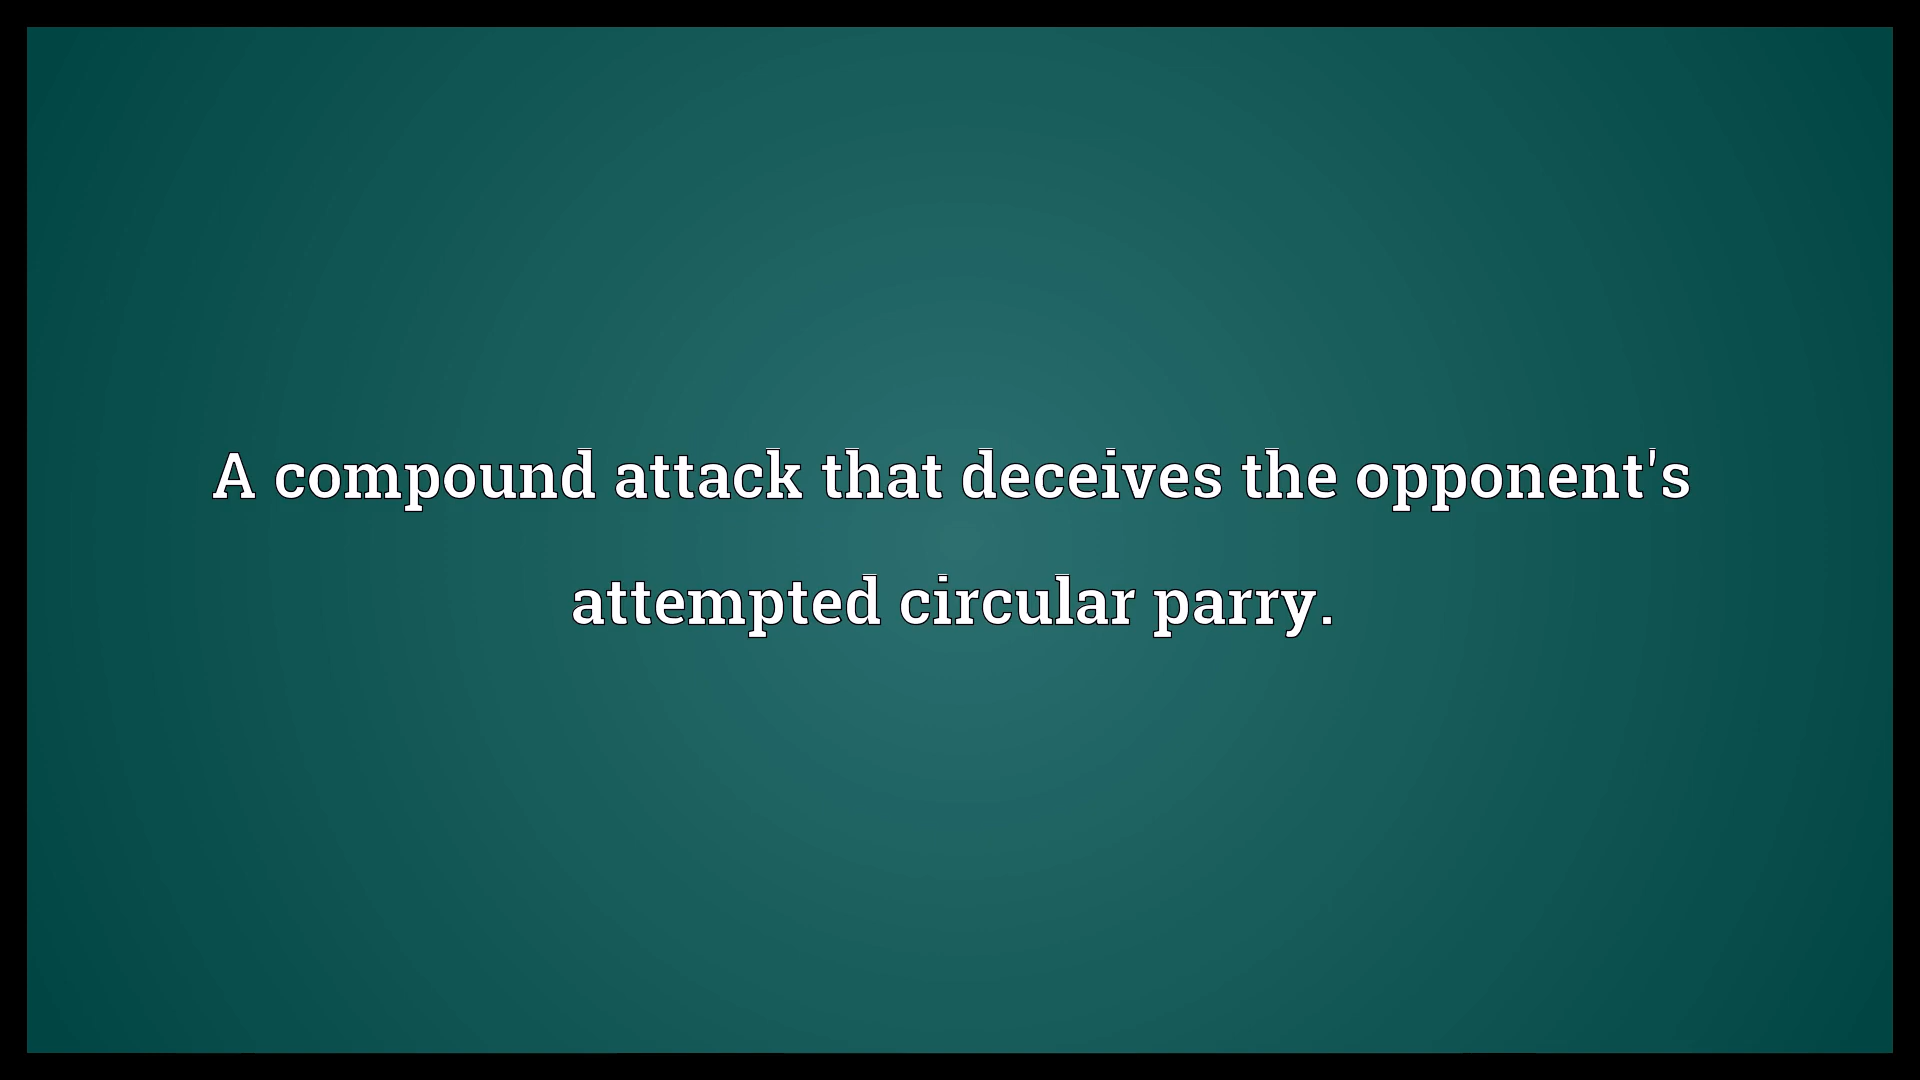 A compound attack that deceives the opponent's
attempted circular parry.